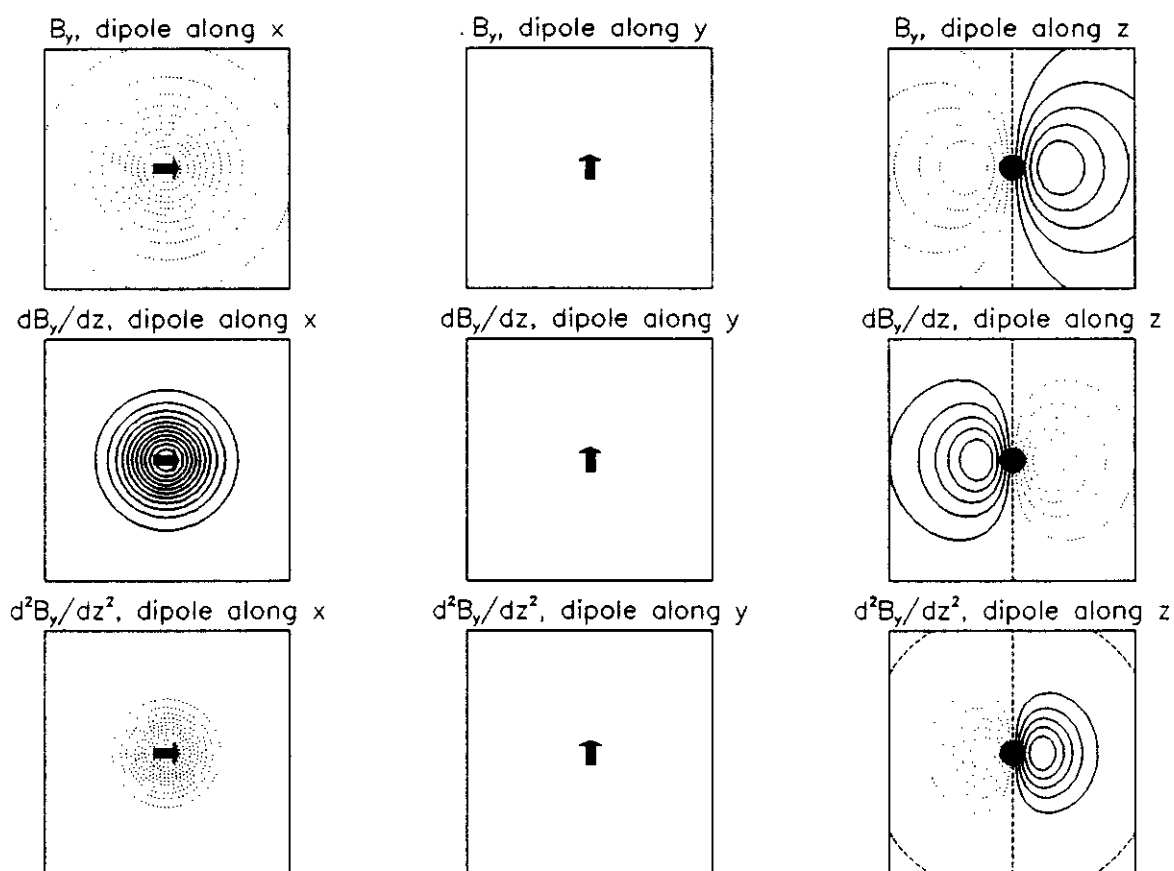 B_y, dipole along x
B_y, dipole along y
B_y, dipole along z
dB_y/dz, dipole along x
dB_y/dz, dipole along y
dB_y/dz, dipole along z
d²B_y/dz², dipole along x
d²B_y/dz², dipole along y
d²B_y/dz², dipole along z